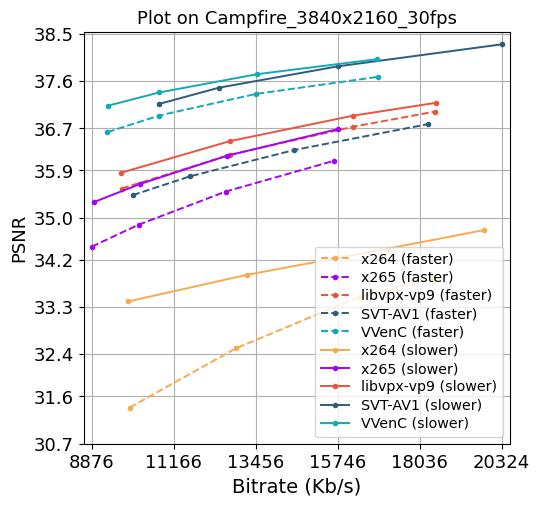 Plot on Campfire_3840x2160_30fps
38.5
37.6
36.7
35.9
35.0
34.2
33.3
32.4
31.6
30.7
PSNR
x264 (faster)
x265 (faster)
libvpx-vp9 (faster)
SVT-AV1 (faster)
VVenC (faster)
x264 (slower)
x265 (slower)
libvpx-vp9 (slower)
SVT-AV1 (slower)
VVenC (slower)
8876 11166 13456 15746 18036 20324
Bitrate (Kb/s)